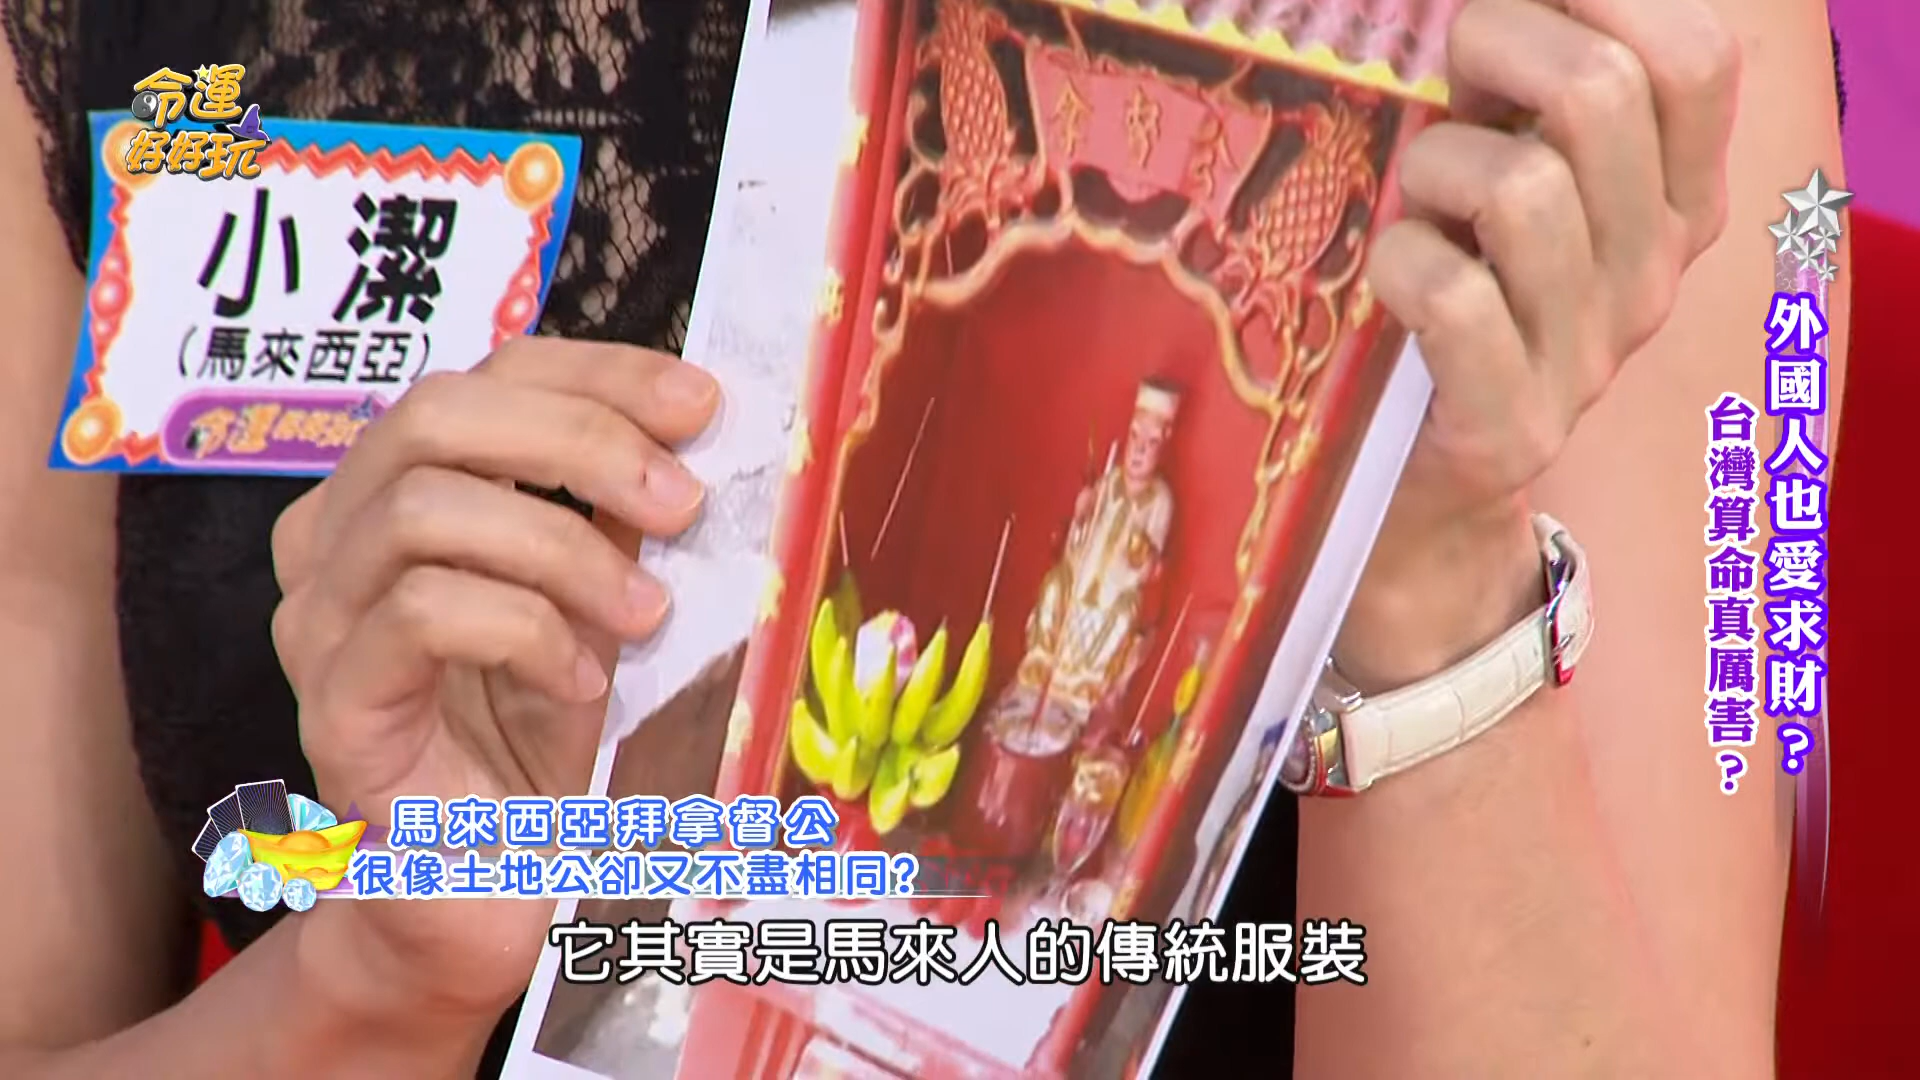 命運
好好玩
小潔
(馬來西亞)
命運好好玩
拿督公
外國人也愛求財?
台灣算命真厲害?
馬來西亞拜拿督公
很像土地公卻又不盡相同?
它其實是馬來人的傳統服裝